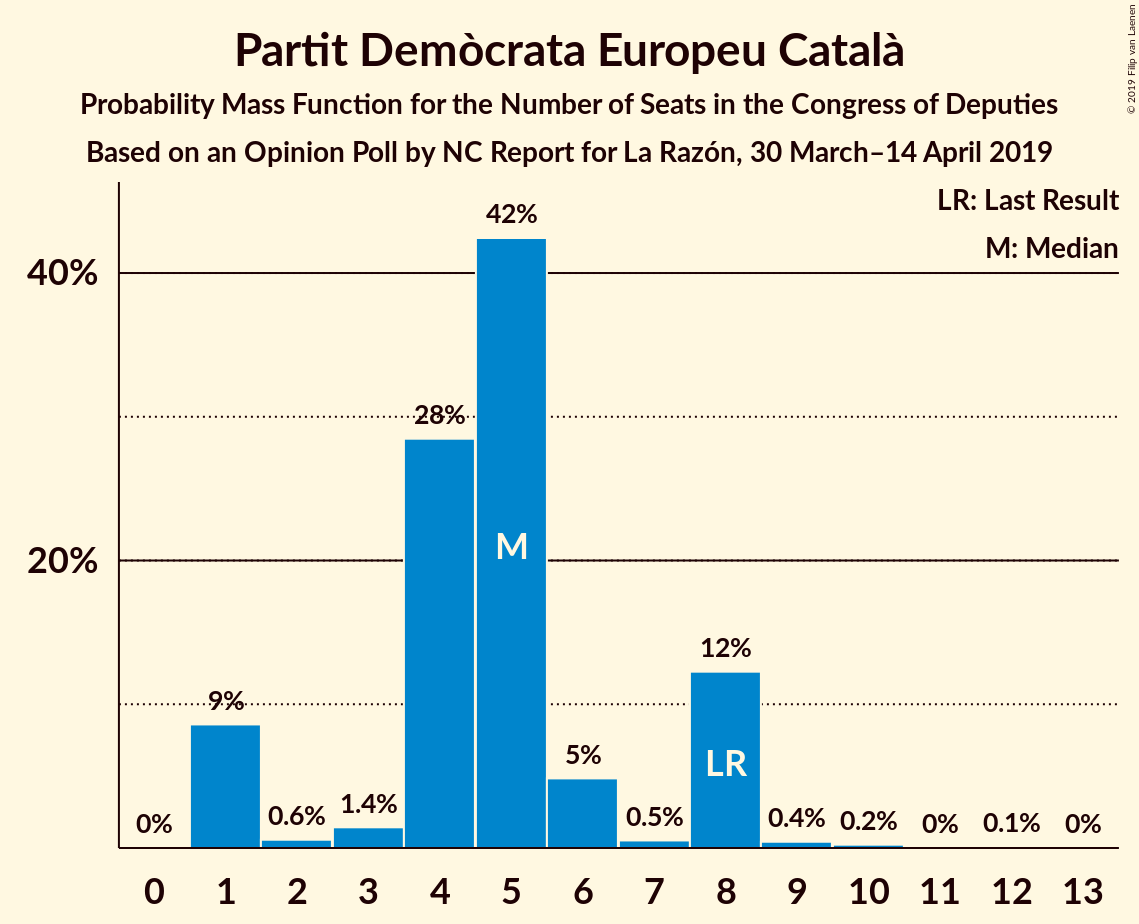 Partit Demòcrata Europeu Català
Probability Mass Function for the Number of Seats in the Congress of Deputies
Based on an Opinion Poll by NC Report for La Razón, 30 March–14 April 2019
© 2019 Filip van Laenen
LR: Last Result
M: Median
40%
20%
0%
9%
0.6%
1.4%
28%
42%
5%
0.5%
12%
0.4%
0.2%
0%
0.1%
0%
M
LR
0 1 2 3 4 5 6 7 8 9 10 11 12 13